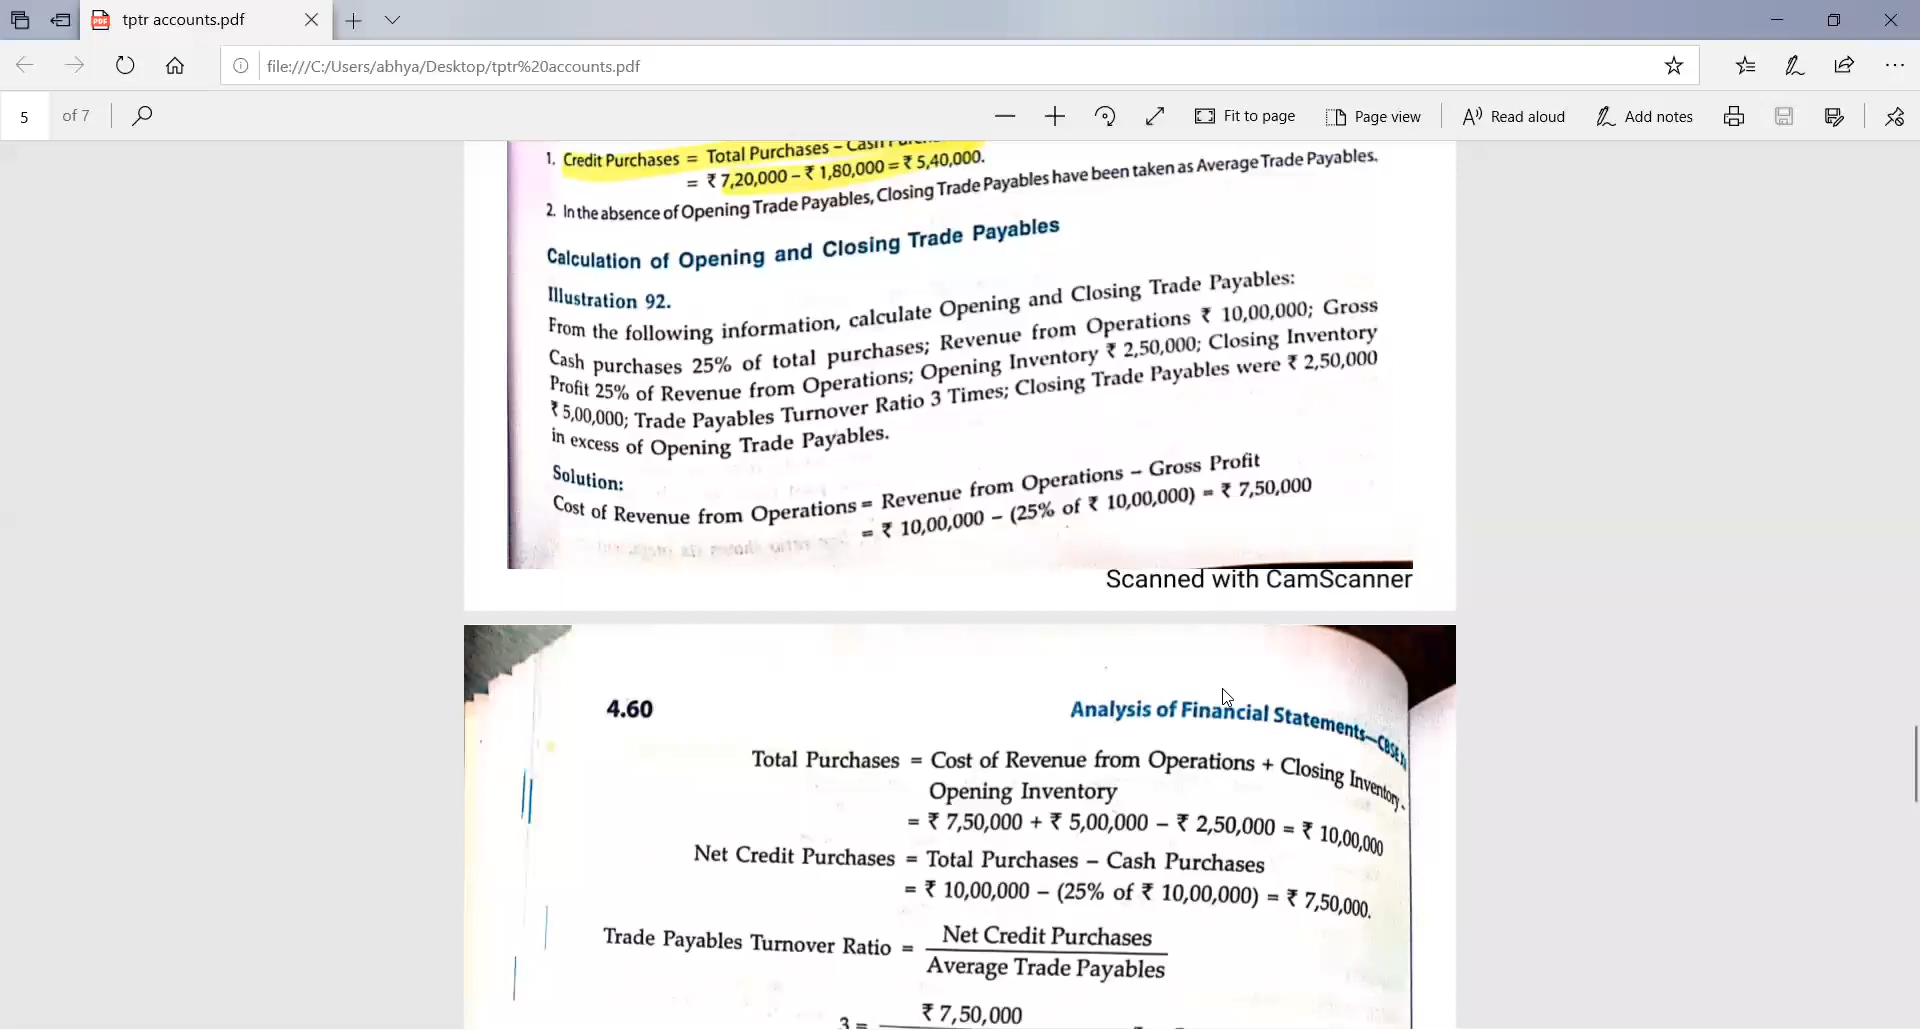 tptr accounts.pdf
file:///C:/Users/abhya/Desktop/tptr%20accounts.pdf
5 of 7
Fit to page
Page view
Read aloud
Add notes
1. Credit Purchases = Total Purchases – Cash
= ₹ 7,20,000 – ₹ 1,80,000 = ₹ 5,40,000.
2. In the absence of Opening Trade Payables, Closing Trade Payables have been taken as Average Trade Payables.
Calculation of Opening and Closing Trade Payables
Illustration 92.
From the following information, calculate Opening and Closing Trade Payables:
Cash purchases 25% of total purchases; Revenue from Operations ₹ 10,00,000; Gross
Profit 25% of Revenue from Operations; Opening Inventory ₹ 2,50,000; Closing Inventory
₹ 5,00,000; Trade Payables Turnover Ratio 3 Times; Closing Trade Payables were ₹ 2,50,000
in excess of Opening Trade Payables.
Solution:
Cost of Revenue from Operations = Revenue from Operations – Gross Profit
= ₹ 10,00,000 – (25% of ₹ 10,00,000) = ₹ 7,50,000
Scanned with CamScanner
4.60
Analysis of Financial Statements—CBSE
Total Purchases = Cost of Revenue from Operations + Closing Inventory -
Opening Inventory
= ₹ 7,50,000 + ₹ 5,00,000 – ₹ 2,50,000 = ₹ 10,00,000
Net Credit Purchases = Total Purchases – Cash Purchases
= ₹ 10,00,000 – (25% of ₹ 10,00,000) = ₹ 7,50,000.
Trade Payables Turnover Ratio = Net Credit Purchases
Average Trade Payables
₹ 7,50,000
3 =